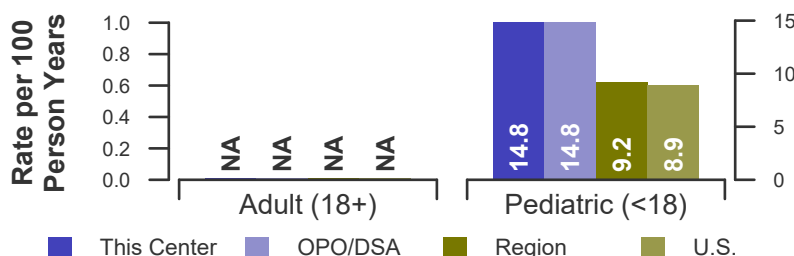 Rate per 100
Person Years
1.0
0.8
0.6
0.4
0.2
0.0
NA NA NA NA
14.8 14.8 9.2 8.9
15
10
5
0
Adult (18+) Pediatric (<18)
This Center OPO/DSA Region U.S.